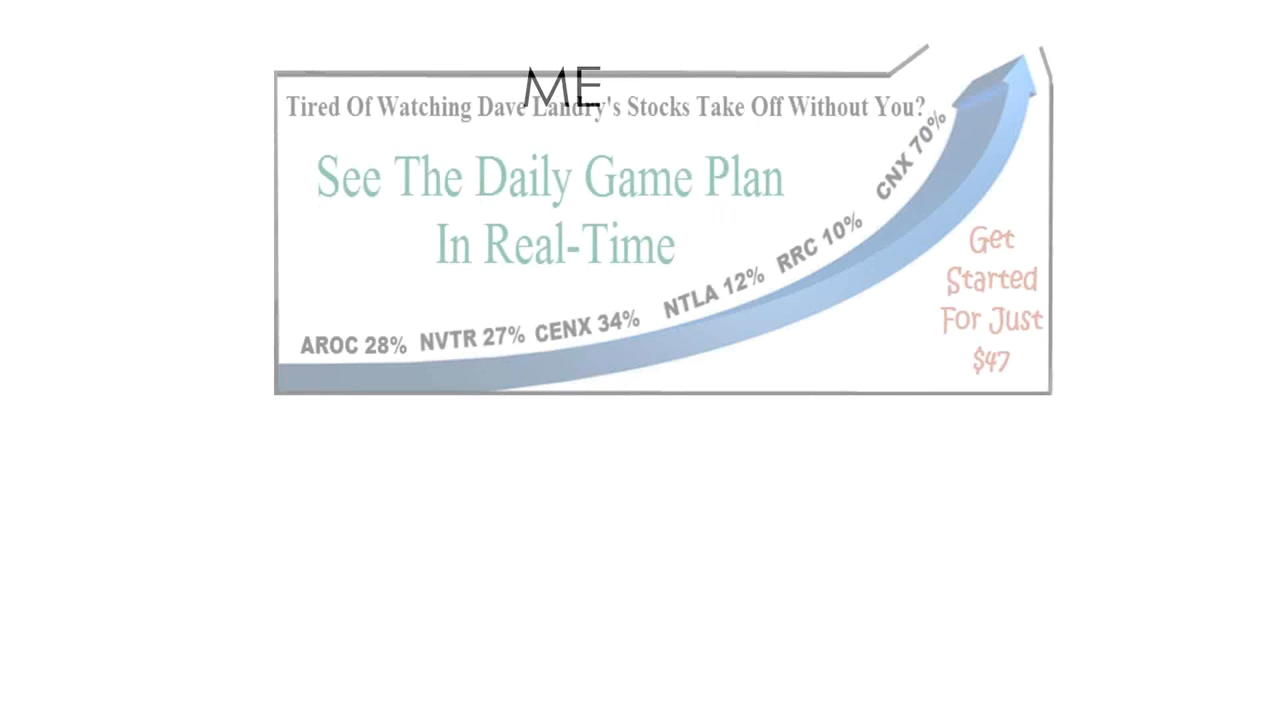 ME
Tired Of Watching Dave Landry's Stocks Take Off Without You?
See The Daily Game Plan
In Real-Time
AROC 28% NVTR 27% CENX 34% NTLA 12% RRC 10% CNX 70%
Get
Started
For Just
$47